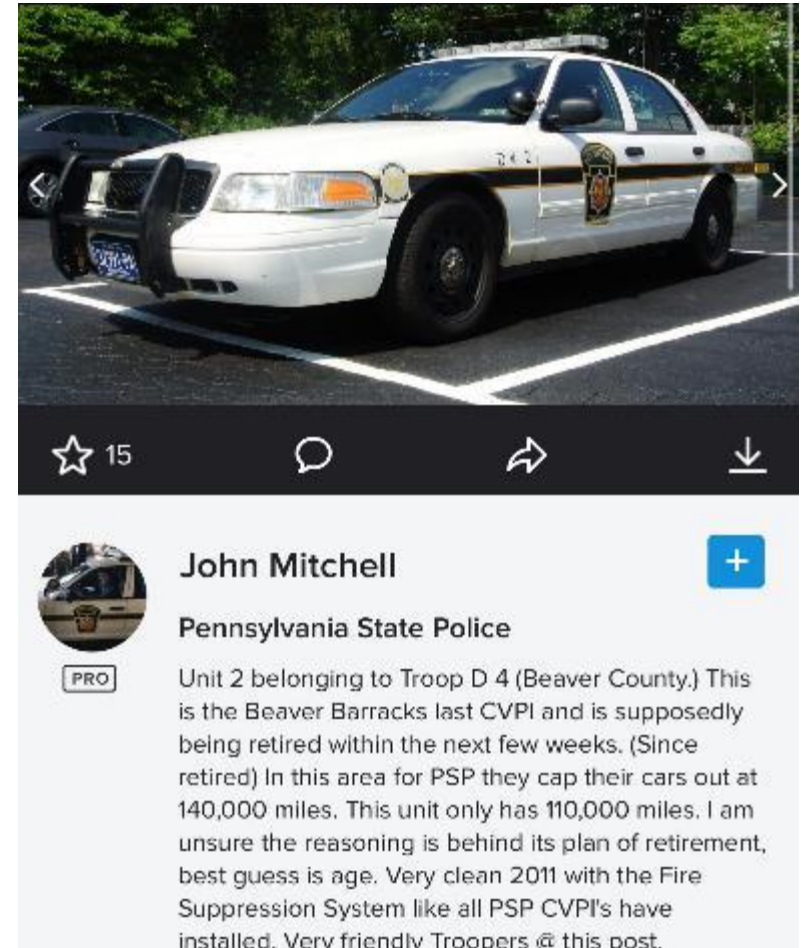 D4-2
15
John Mitchell
+
Pennsylvania State Police
PRO
Unit 2 belonging to Troop D 4 (Beaver County.) This
is the Beaver Barracks last CVPI and is supposedly
being retired within the next few weeks. (Since
retired) In this area for PSP they cap their cars out at
140,000 miles. This unit only has 110,000 miles. I am
unsure the reasoning is behind its plan of retirement,
best guess is age. Very clean 2011 with the Fire
Suppression System like all PSP CVPI's have
installed. Very friendly Troopers @ this post.